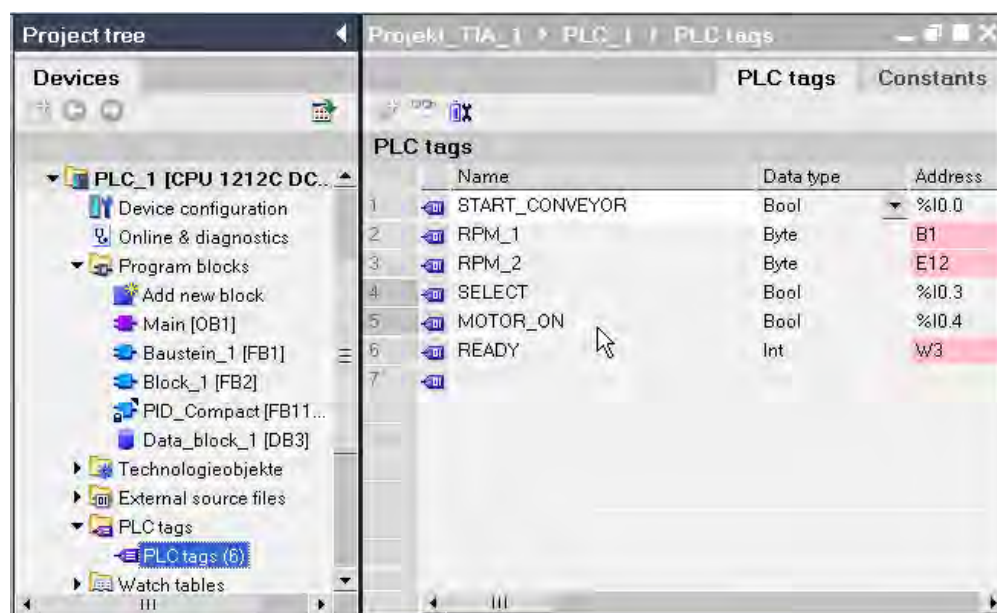 Project tree
Devices
PLC_1 [CPU 1212C DC...
Device configuration
Online & diagnostics
Program blocks
Add new block
Main [OB1]
Baustein_1 [FB1]
Block_1 [FB2]
PID_Compact [FB11...
Data_block_1 [DB3]
Technologieobjekte
External source files
PLC tags
PLC tags (6)
Watch tables
Projekt_TIA_1 PLC_1 PLC tags
PLC tags Constants
PLC tags
Name Data type Address
1 START_CONVEYOR Bool %I0.0
2 RPM_1 Byte B1
3 RPM_2 Byte E12
4 SELECT Bool %I0.3
5 MOTOR_ON Bool %I0.4
6 READY Int W3
7